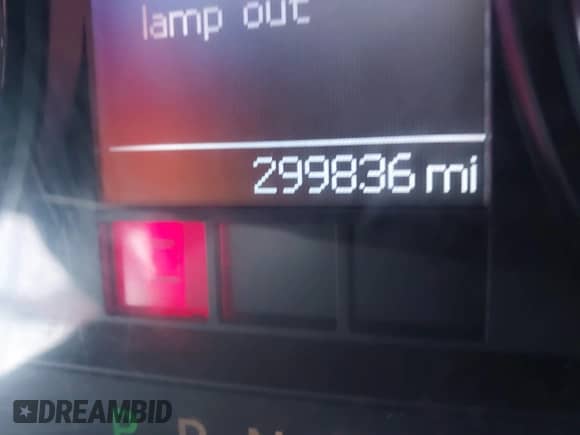 lamp out
299836 mi
DREAMBID
P R N